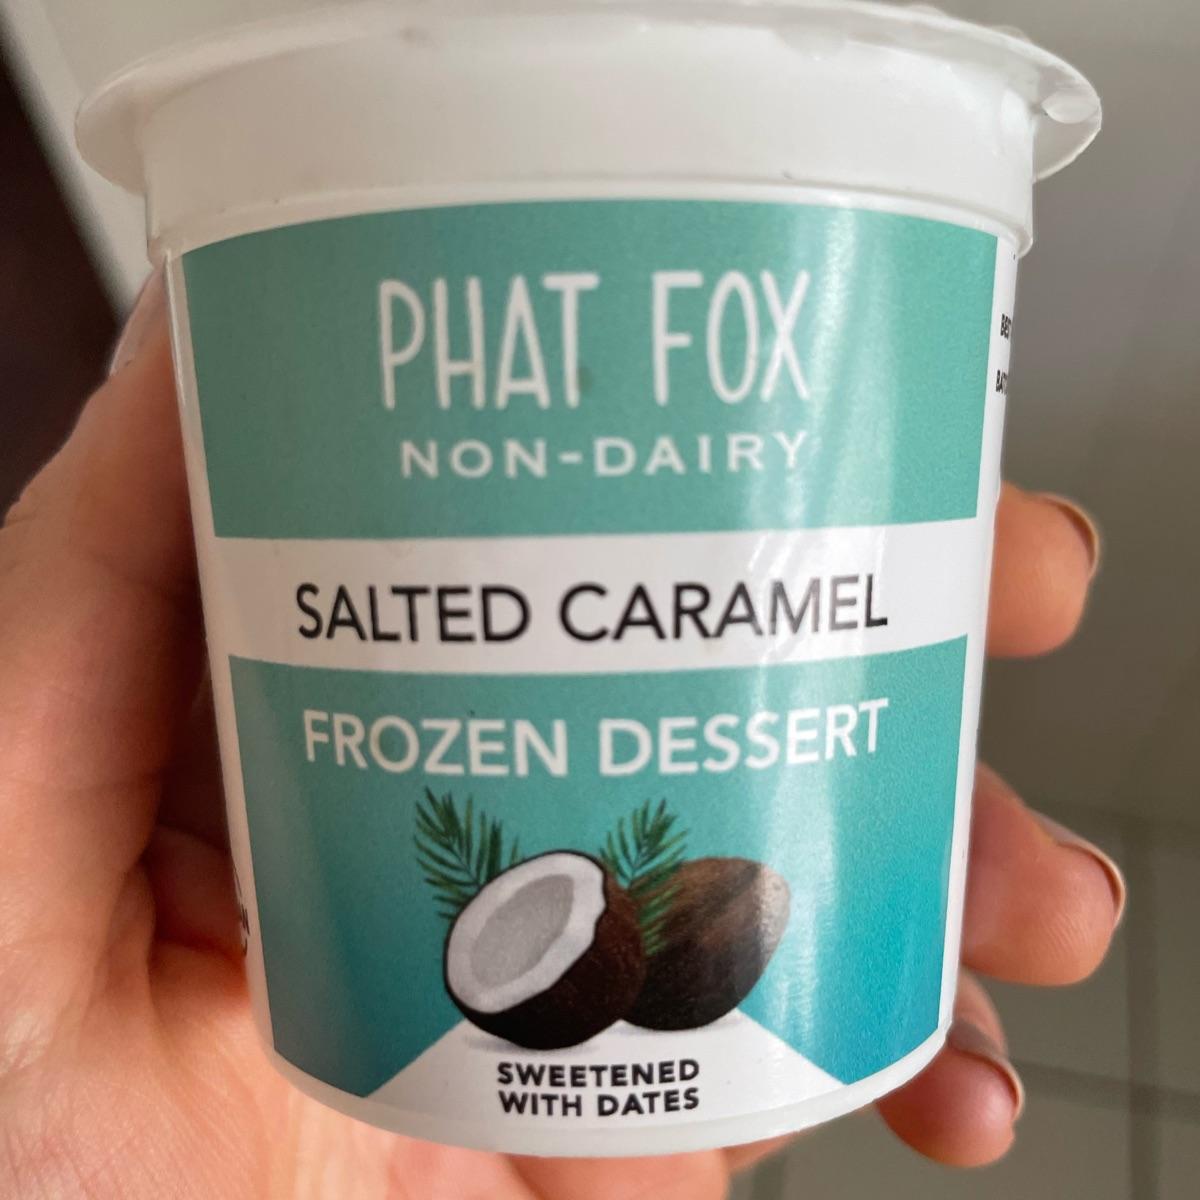 PHAT FOX
NON-DAIRY
SALTED CARAMEL
FROZEN DESSERT
SWEETENED
WITH DATES